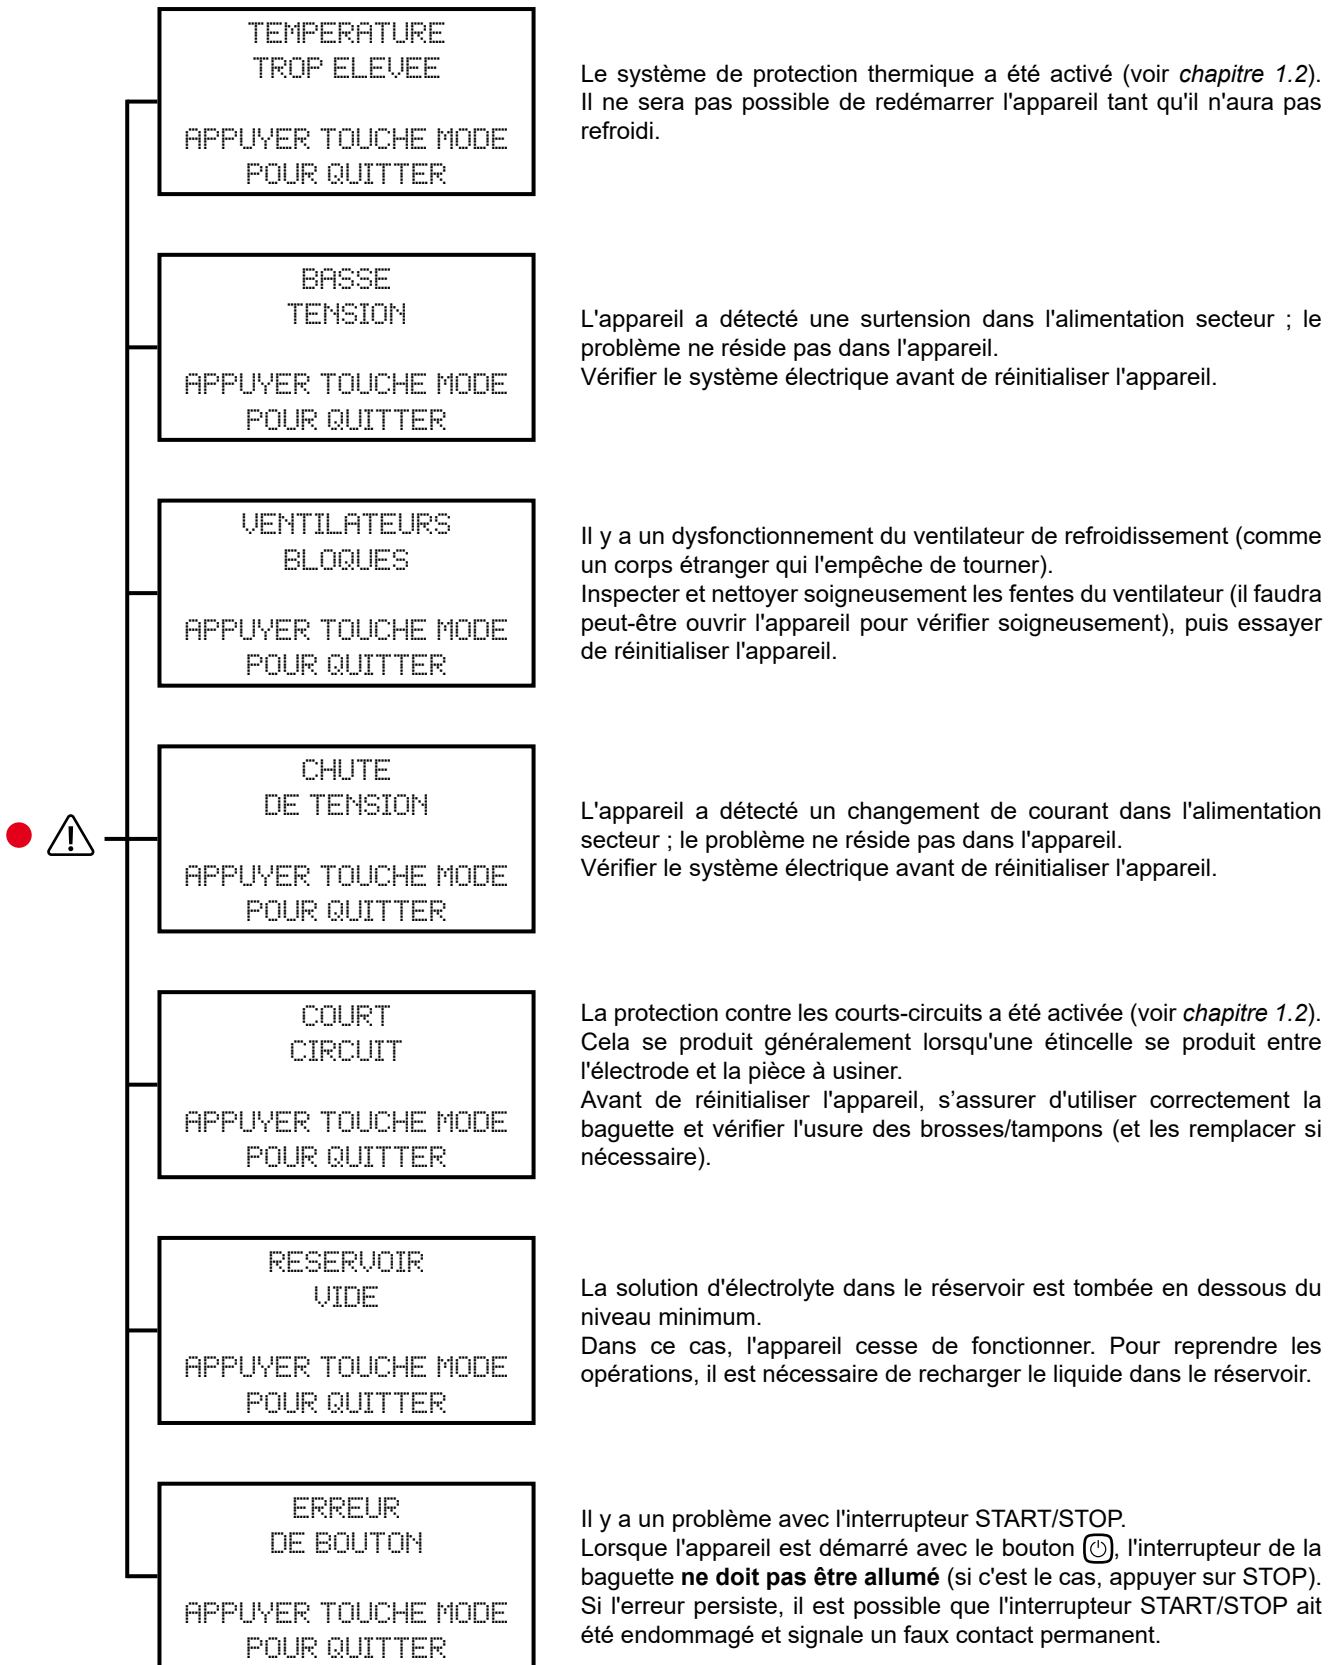 TEMPERATURE
TROP ELEVEE
APPUYER TOUCHE MODE
POUR QUITTER
Le système de protection thermique a été activé (voir chapitre 1.2).
Il ne sera pas possible de redémarrer l'appareil tant qu'il n'aura pas
refroidi.
BASSE
TENSION
APPUYER TOUCHE MODE
POUR QUITTER
L'appareil a détecté une surtension dans l'alimentation secteur ; le
problème ne réside pas dans l'appareil.
Vérifier le système électrique avant de réinitialiser l'appareil.
VENTILATEURS
BLOQUES
APPUYER TOUCHE MODE
POUR QUITTER
Il y a un dysfonctionnement du ventilateur de refroidissement (comme
un corps étranger qui l'empêche de tourner).
Inspecter et nettoyer soigneusement les fentes du ventilateur (il faudra
peut-être ouvrir l'appareil pour vérifier soigneusement), puis essayer
de réinitialiser l'appareil.
CHUTE
DE TENSION
APPUYER TOUCHE MODE
POUR QUITTER
L'appareil a détecté un changement de courant dans l'alimentation
secteur ; le problème ne réside pas dans l'appareil.
Vérifier le système électrique avant de réinitialiser l'appareil.
COURT
CIRCUIT
APPUYER TOUCHE MODE
POUR QUITTER
La protection contre les courts-circuits a été activée (voir chapitre 1.2).
Cela se produit généralement lorsqu'une étincelle se produit entre
l'électrode et la pièce à usiner.
Avant de réinitialiser l'appareil, s’assurer d'utiliser correctement la
baguette et vérifier l'usure des brosses/tampons (et les remplacer si
nécessaire).
RESERVOIR
VIDE
APPUYER TOUCHE MODE
POUR QUITTER
La solution d'électrolyte dans le réservoir est tombée en dessous du
niveau minimum.
Dans ce cas, l'appareil cesse de fonctionner. Pour reprendre les
opérations, il est nécessaire de recharger le liquide dans le réservoir.
ERREUR
DE BOUTON
APPUYER TOUCHE MODE
POUR QUITTER
Il y a un problème avec l'interrupteur START/STOP.
Lorsque l'appareil est démarré avec le bouton , l'interrupteur de la
baguette ne doit pas être allumé (si c'est le cas, appuyer sur STOP).
Si l'erreur persiste, il est possible que l'interrupteur START/STOP ait
été endommagé et signale un faux contact permanent.